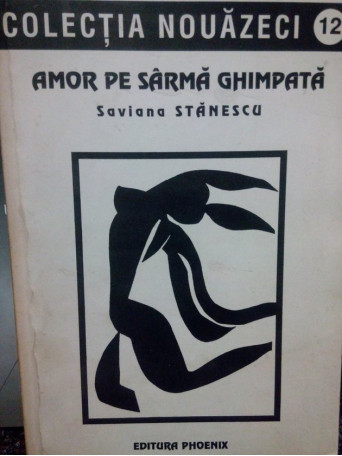 COLECȚIA NOUĂZECI 12
AMOR PE SÂRMĂ GHIMPATĂ
Saviana STĂNESCU
EDITURA PHOENIX